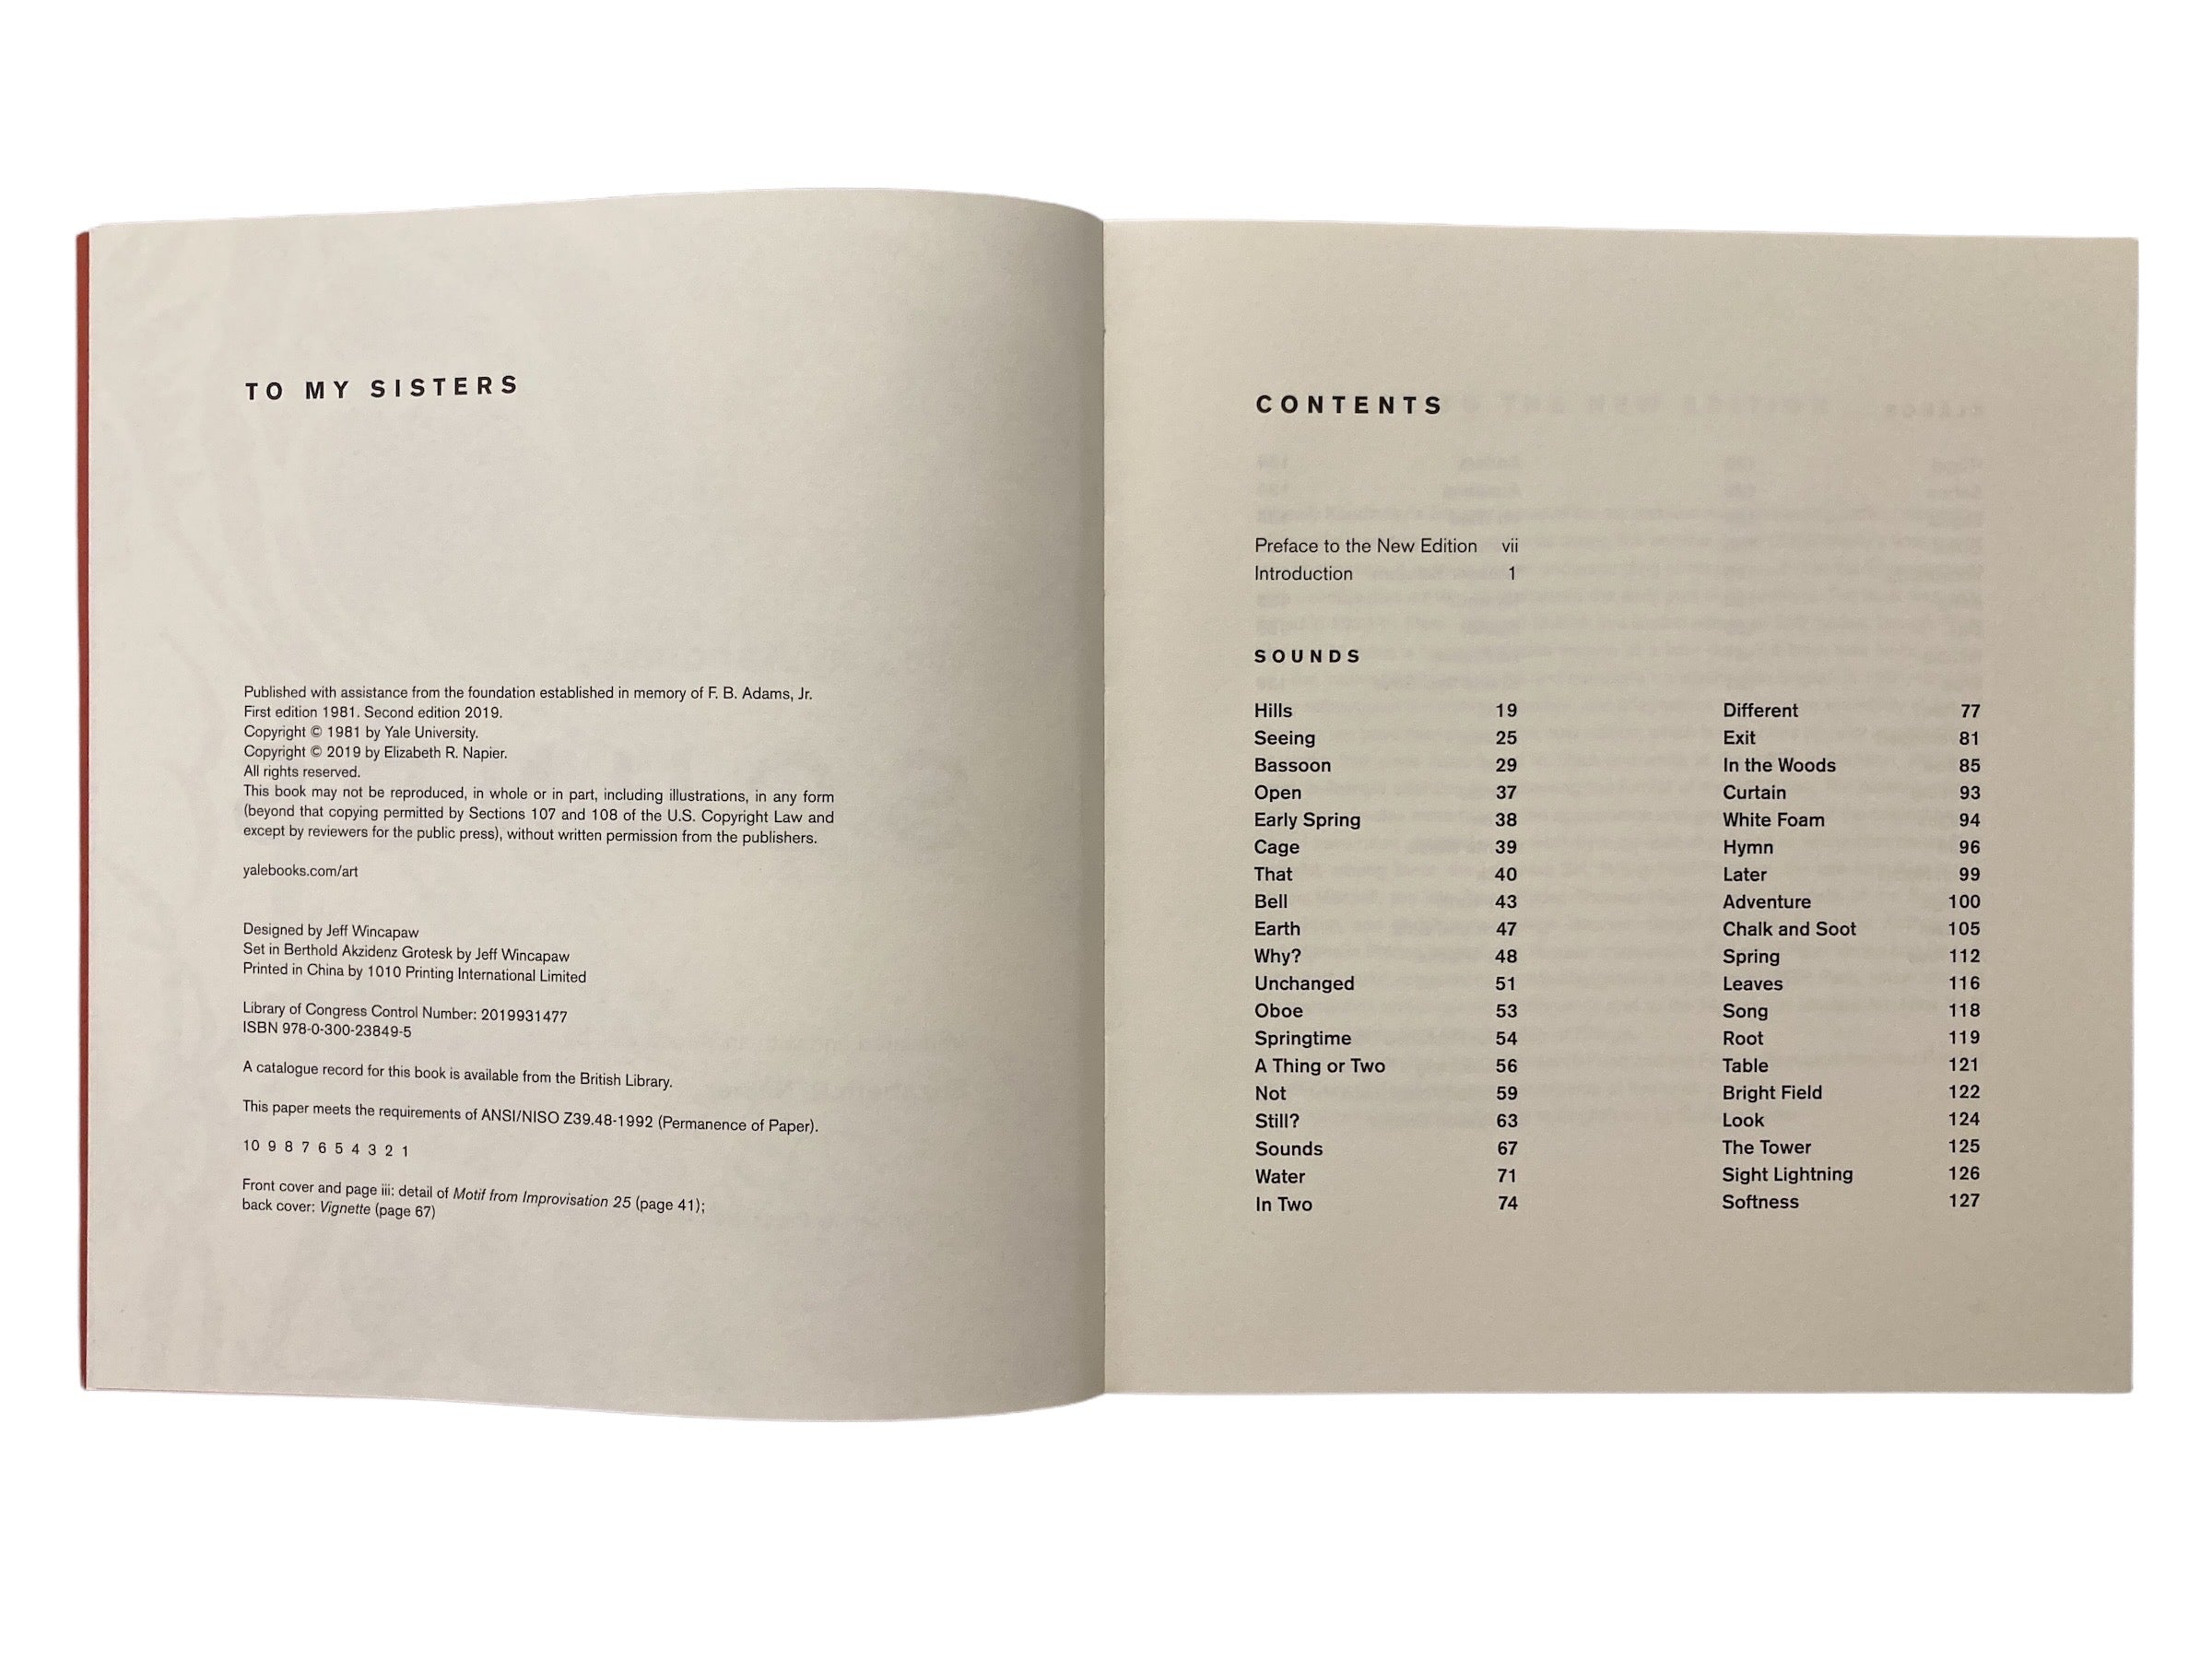 TO MY SISTERS
Published with assistance from the foundation established in memory of F. B. Adams, Jr.
First edition 1981. Second edition 2019.
Copyright © 1981 by Yale University.
Copyright © 2019 by Elizabeth R. Napier.
All rights reserved.
This book may not be reproduced, in whole or in part, including illustrations, in any form
(beyond that copying permitted by Sections 107 and 108 of the U.S. Copyright Law and
except by reviewers for the public press), without written permission from the publishers.
yalebooks.com/art
Designed by Jeff Wincapaw
Set in Berthold Akzidenz Grotesk by Jeff Wincapaw
Printed in China by 1010 Printing International Limited
Library of Congress Control Number: 2019931477
ISBN 978-0-300-23849-5
A catalogue record for this book is available from the British Library.
This paper meets the requirements of ANSI/NISO Z39.48-1992 (Permanence of Paper).
10 9 8 7 6 5 4 3 2 1
Front cover and page iii: detail of Motif from Improvisation 25 (page 41);
back cover: Vignette (page 67)
CONTENTS
Preface to the New Edition vii
Introduction 1
SOUNDS
Hills 19
Seeing 25
Bassoon 29
Open 37
Early Spring 38
Cage 39
That 40
Bell 43
Earth 47
Why? 48
Unchanged 51
Oboe 53
Springtime 54
A Thing or Two 56
Not 59
Still? 63
Sounds 67
Water 71
In Two 74
Different 77
Exit 81
In the Woods 85
Curtain 93
White Foam 94
Hymn 96
Later 99
Adventure 100
Chalk and Soot 105
Spring 112
Leaves 116
Song 118
Root 119
Table 121
Bright Field 122
Look 124
The Tower 125
Sight Lightning 126
Softness 127